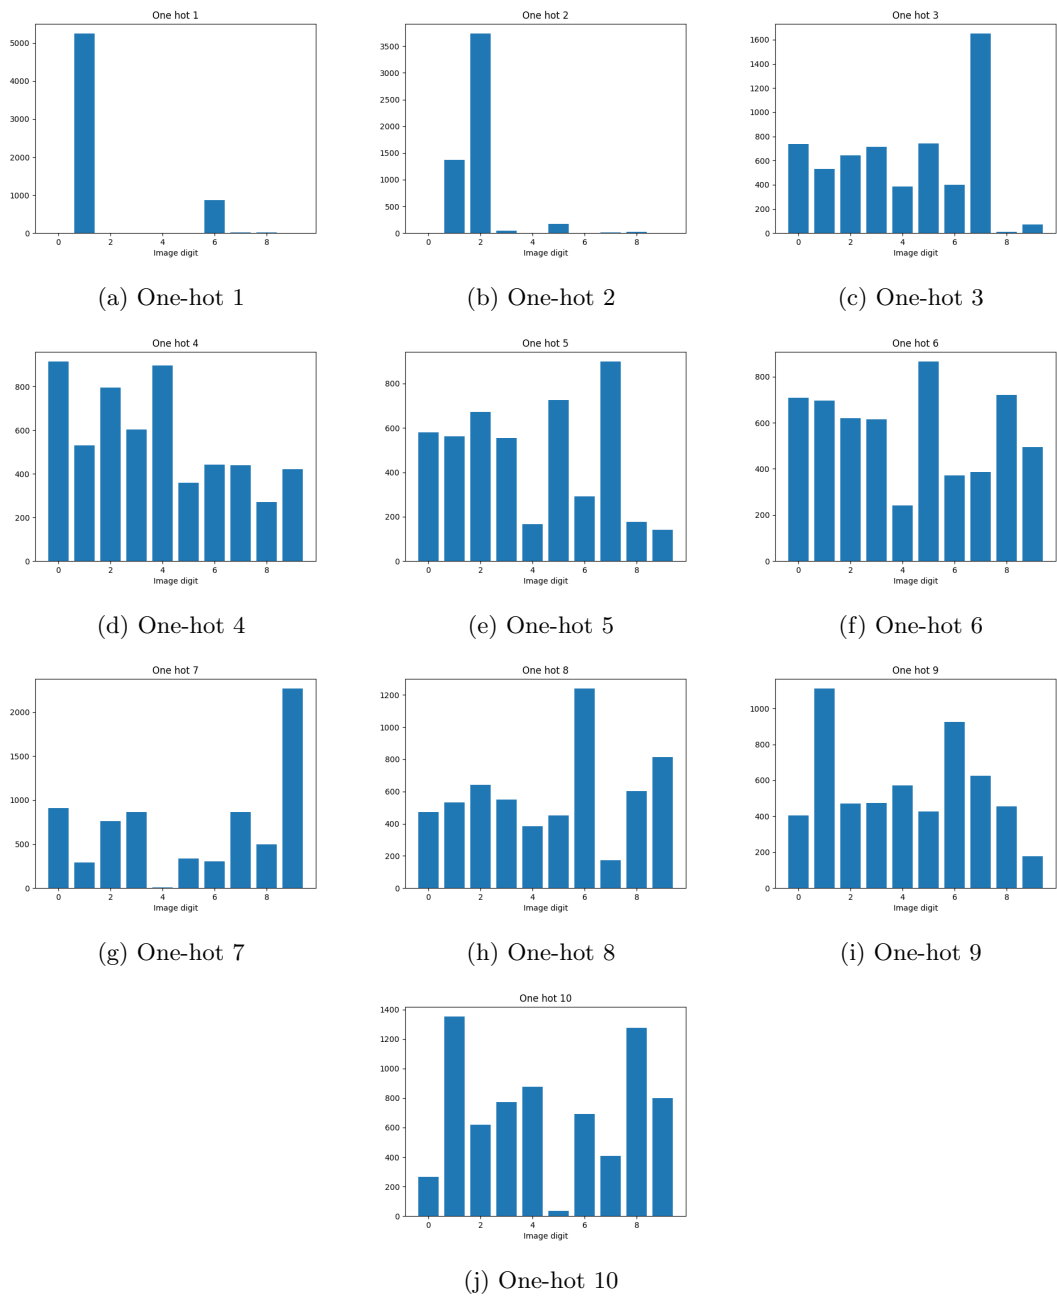 One hot 1
5000
4000
3000
2000
1000
0
0 2 4 6 8
Image digit
(a) One-hot 1
One hot 2
3500
3000
2500
2000
1500
1000
500
0
0 2 4 6 8
Image digit
(b) One-hot 2
One hot 3
1600
1400
1200
1000
800
600
400
200
0
0 2 4 6 8
Image digit
(c) One-hot 3
One hot 4
800
600
400
200
0
0 2 4 6 8
Image digit
(d) One-hot 4
One hot 5
800
600
400
200
0
0 2 4 6 8
Image digit
(e) One-hot 5
One hot 6
800
600
400
200
0
0 2 4 6 8
Image digit
(f) One-hot 6
One hot 7
2000
1500
1000
500
0
0 2 4 6 8
Image digit
(g) One-hot 7
One hot 8
1200
1000
800
600
400
200
0
0 2 4 6 8
Image digit
(h) One-hot 8
One hot 9
1000
800
600
400
200
0
0 2 4 6 8
Image digit
(i) One-hot 9
One hot 10
1400
1200
1000
800
600
400
200
0
0 2 4 6 8
Image digit
(j) One-hot 10